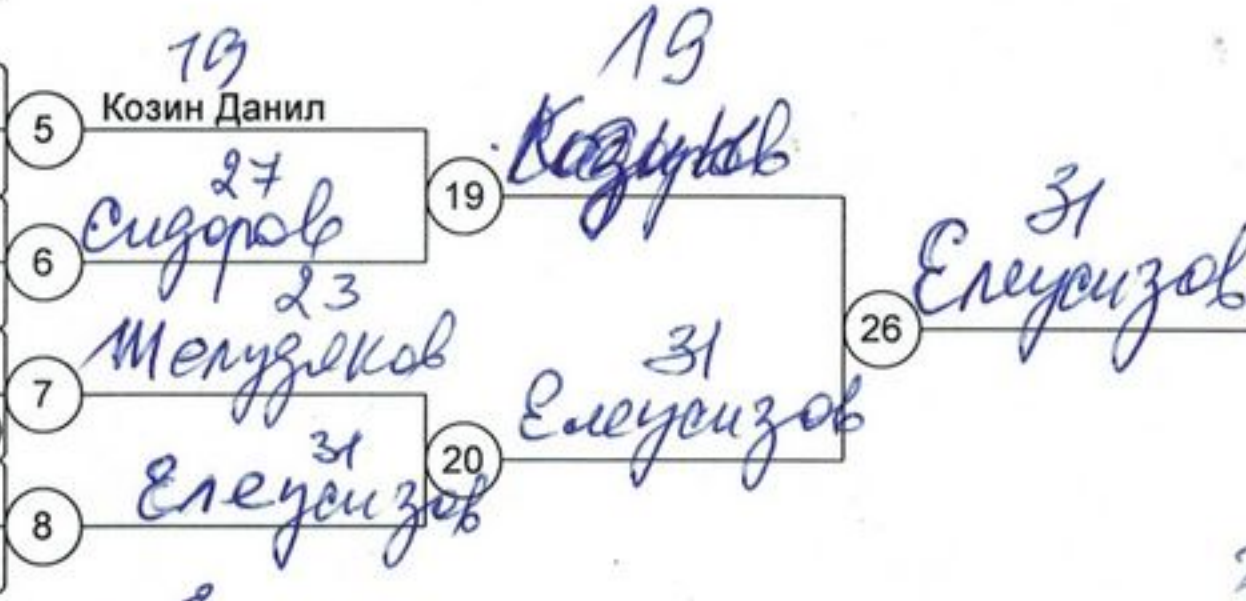 19
5 Козин Данил
27
6 Сидоров
23
7 Желудяков
31
8 Елеусизов
19
19
31
20 Елеусизов
31
26 Елеусизов